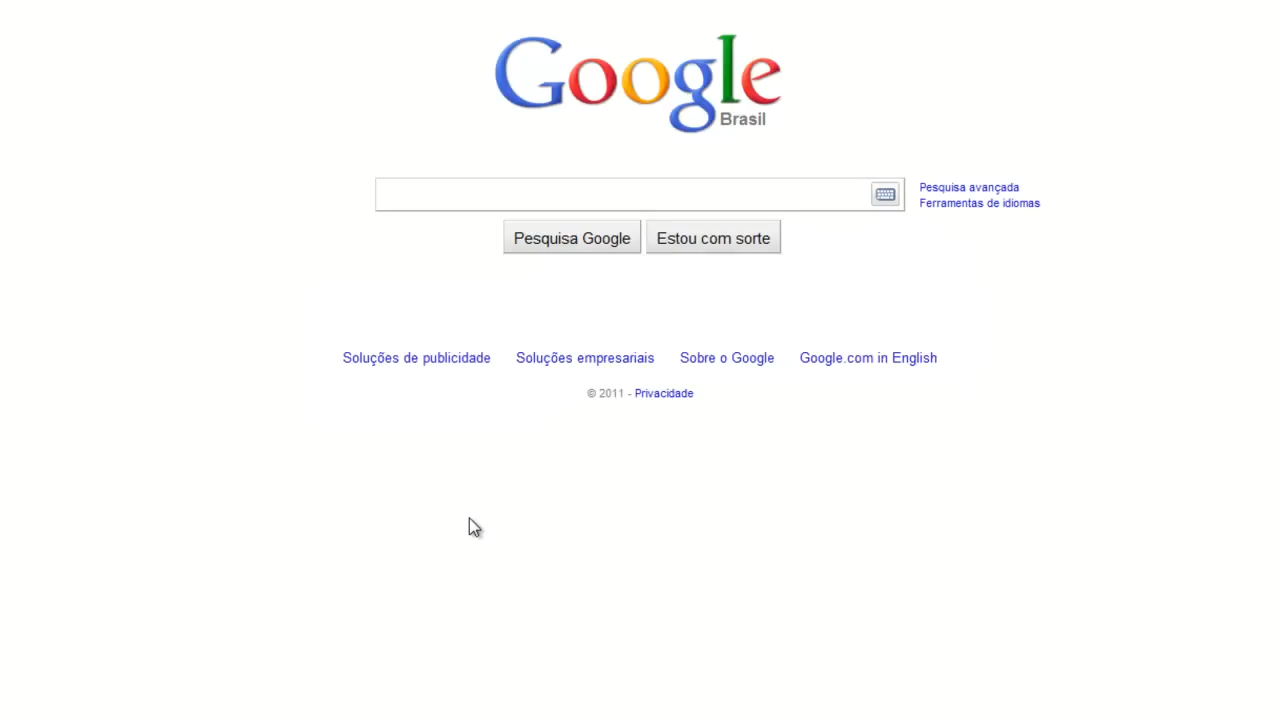 Google
Brasil
Pesquisa avançada
Ferramentas de idiomas
Pesquisa Google Estou com sorte
Soluções de publicidade Soluções empresariais Sobre o Google Google.com in English
© 2011 - Privacidade